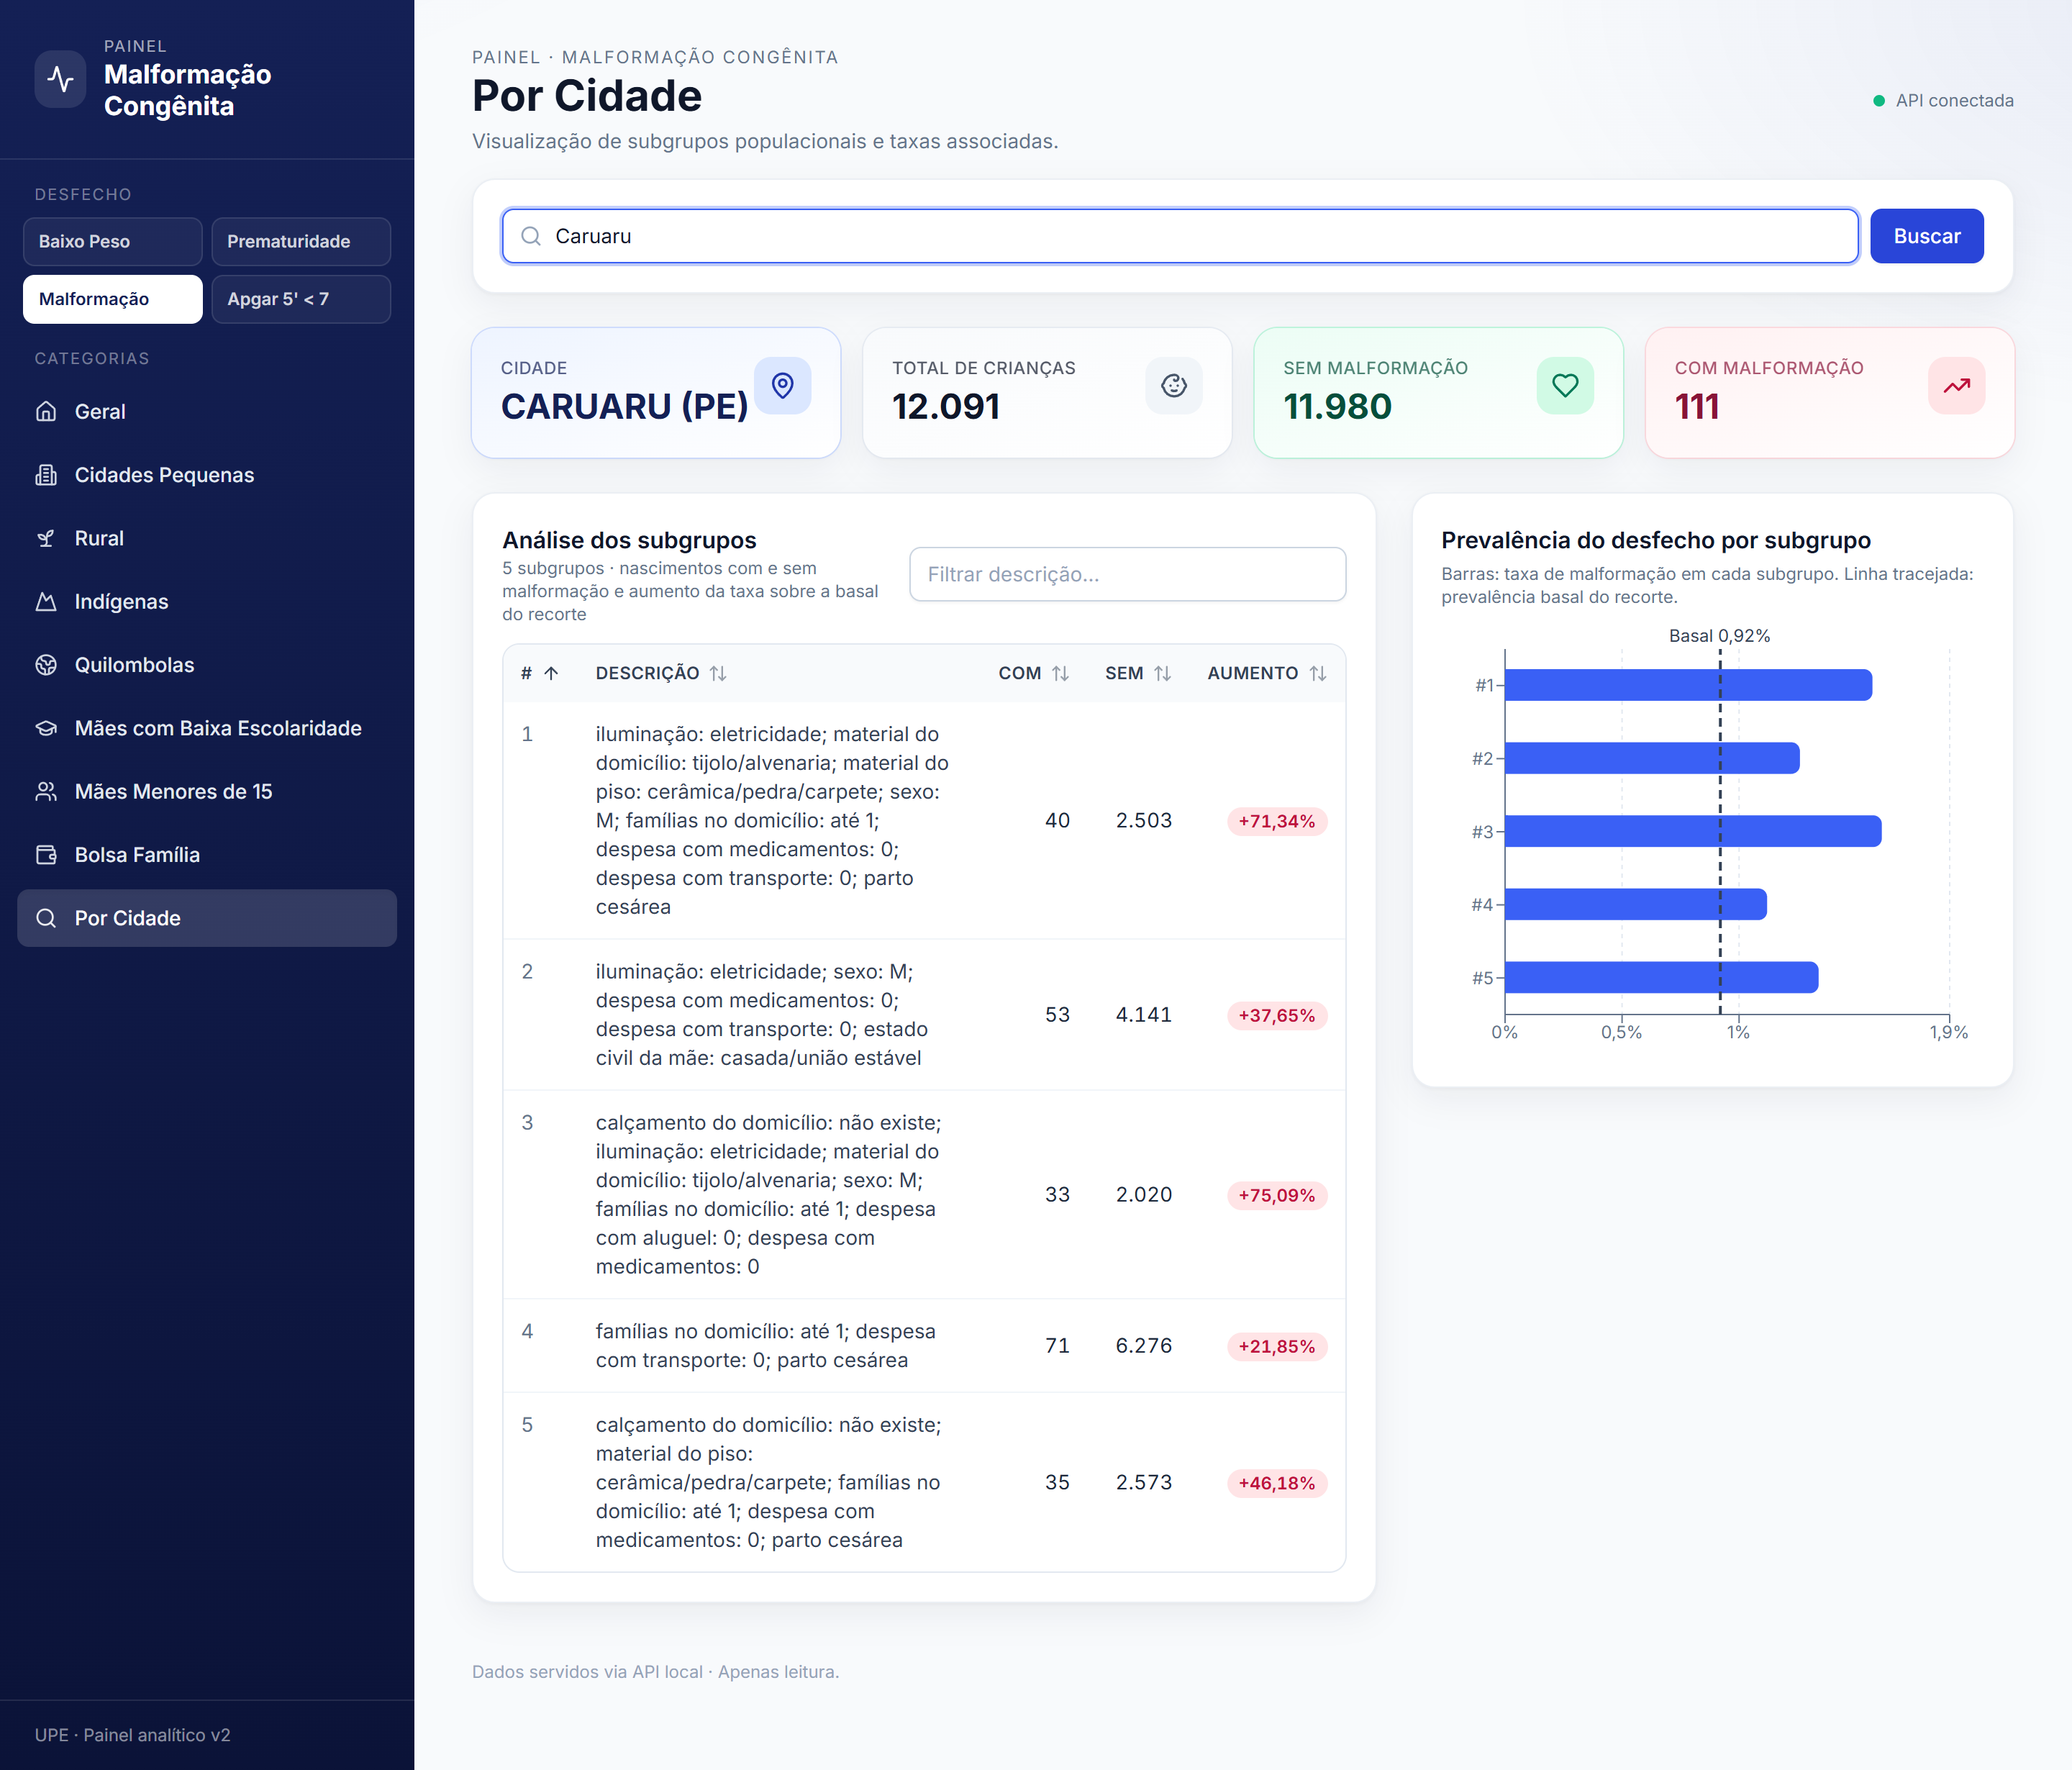 PAINEL
Malformação
Congênita
DESFECHO
Baixo Peso
Prematuridade
Malformação
Apgar 5' < 7
CATEGORIAS
Geral
Cidades Pequenas
Rural
Indígenas
Quilombolas
Mães com Baixa Escolaridade
Mães Menores de 15
Bolsa Família
Por Cidade
UPE · Painel analítico v2
PAINEL · MALFORMAÇÃO CONGÊNITA
Por Cidade
Visualização de subgrupos populacionais e taxas associadas.
API conectada
Caruaru
Buscar
CIDADE
CARUARU (PE)
TOTAL DE CRIANÇAS
12.091
SEM MALFORMAÇÃO
11.980
COM MALFORMAÇÃO
111
Análise dos subgrupos
5 subgrupos · nascimentos com e sem
malformação e aumento da taxa sobre a basal
do recorte
Filtrar descrição...
# DESCRIÇÃO COM SEM AUMENTO
1
iluminação: eletricidade; material do
domicílio: tijolo/alvenaria; material do
piso: cerâmica/pedra/carpete; sexo:
M; famílias no domicílio: até 1;
despesa com medicamentos: 0;
despesa com transporte: 0; parto
cesárea
40 2.503 +71,34%
2
iluminação: eletricidade; sexo: M;
despesa com medicamentos: 0;
despesa com transporte: 0; estado
civil da mãe: casada/união estável
53 4.141 +37,65%
3
calçamento do domicílio: não existe;
iluminação: eletricidade; material do
domicílio: tijolo/alvenaria; sexo: M;
famílias no domicílio: até 1; despesa
com aluguel: 0; despesa com
medicamentos: 0
33 2.020 +75,09%
4
famílias no domicílio: até 1; despesa
com transporte: 0; parto cesárea
71 6.276 +21,85%
5
calçamento do domicílio: não existe;
material do piso:
cerâmica/pedra/carpete; famílias no
domicílio: até 1; despesa com
medicamentos: 0; parto cesárea
35 2.573 +46,18%
Prevalência do desfecho por subgrupo
Barras: taxa de malformação em cada subgrupo. Linha tracejada:
prevalência basal do recorte.
Basal 0,92%
#1
#2
#3
#4
#5
0% 0,5% 1% 1,9%
Dados servidos via API local · Apenas leitura.